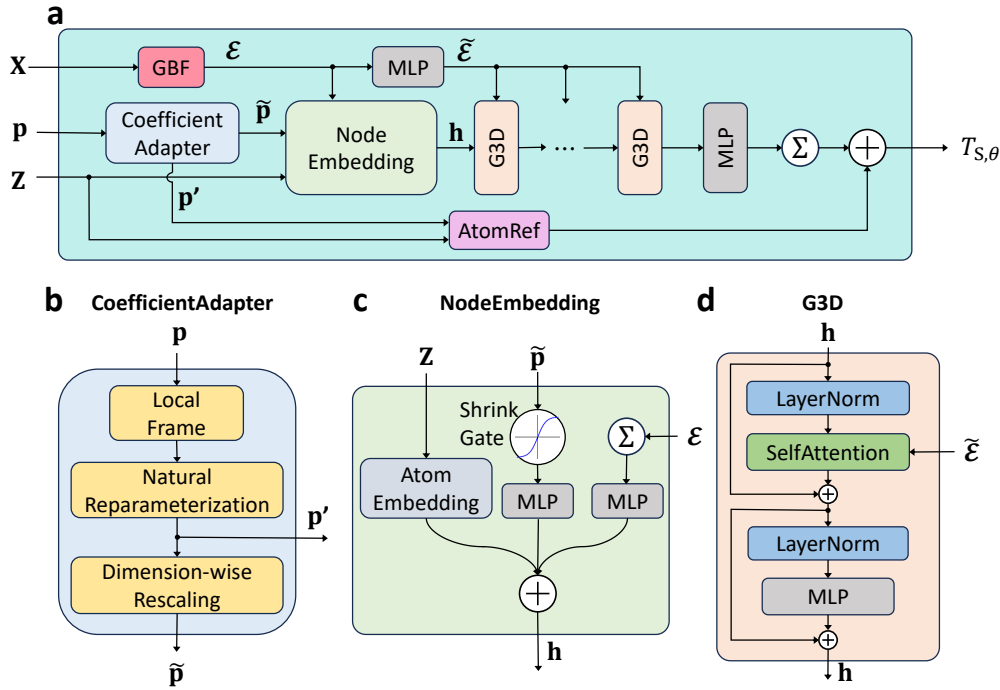 a
X
GBF
ℰ
MLP
ℰ̃
p
Coefficient
Adapter
p̃
Node
Embedding
h
G3D
...
G3D
MLP
Σ
+
T_{S,θ}
Z
p'
AtomRef
b
CoefficientAdapter
p
Local
Frame
Natural
Reparameterization
p'
Dimension-wise
Rescaling
p̃
c
NodeEmbedding
Z
p̃
Shrink
Gate
Σ
ℰ
Atom
Embedding
MLP
MLP
+
h
d
G3D
h
LayerNorm
SelfAttention
ℰ̃
+
LayerNorm
MLP
+
h